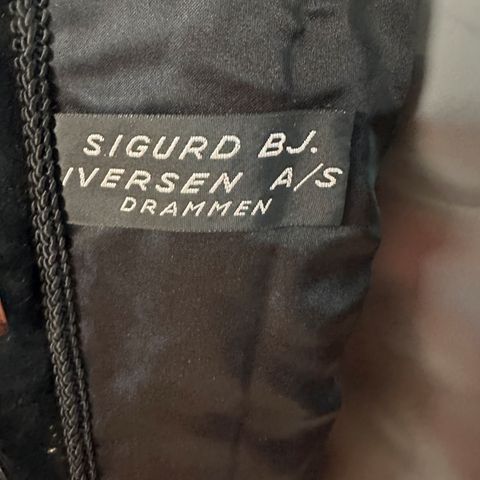 SIGURD BJ.
IVERSEN A/S
DRAMMEN